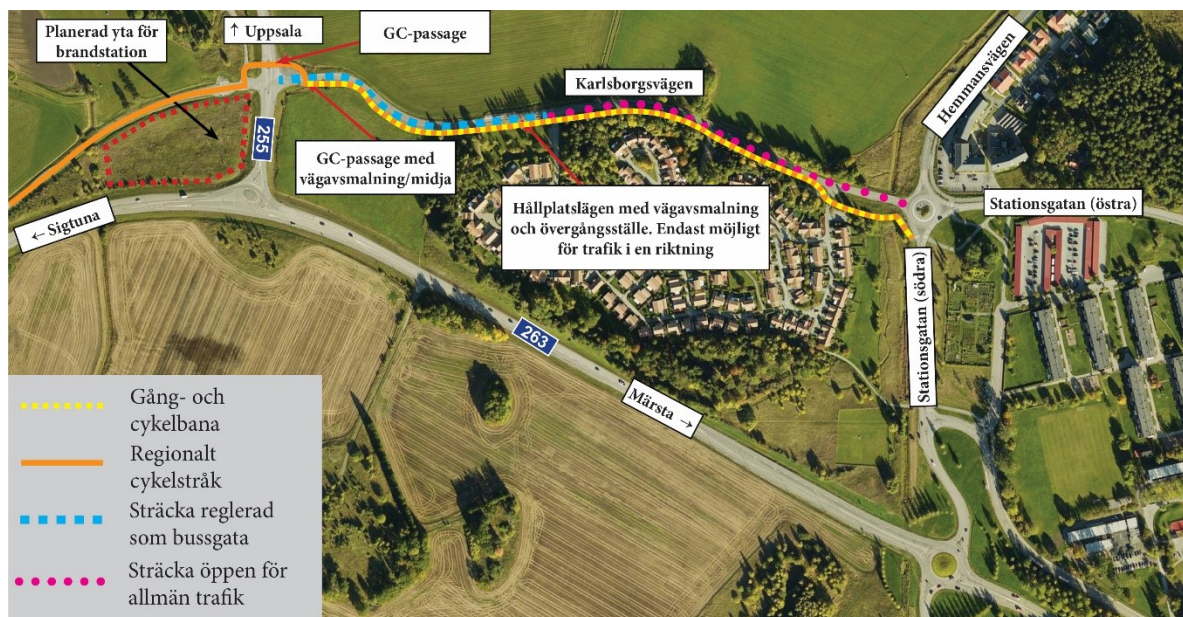 Planerad yta för
brandstation
↑ Uppsala
GC-passage
Karlsborgsvägen
Hemmansvägen
255
GC-passage med
vägavsmalning/midja
← Sigtuna
Hållplatslägen med vägavsmalning
och övergångsställe. Endast möjligt
för trafik i en riktning
Stationsgatan (östra)
Stationsgatan (södra)
263
Märsta →
Gång- och
cykelbana
Regionalt
cykelstråk
Sträcka reglerad
som bussgata
Sträcka öppen för
allmän trafik